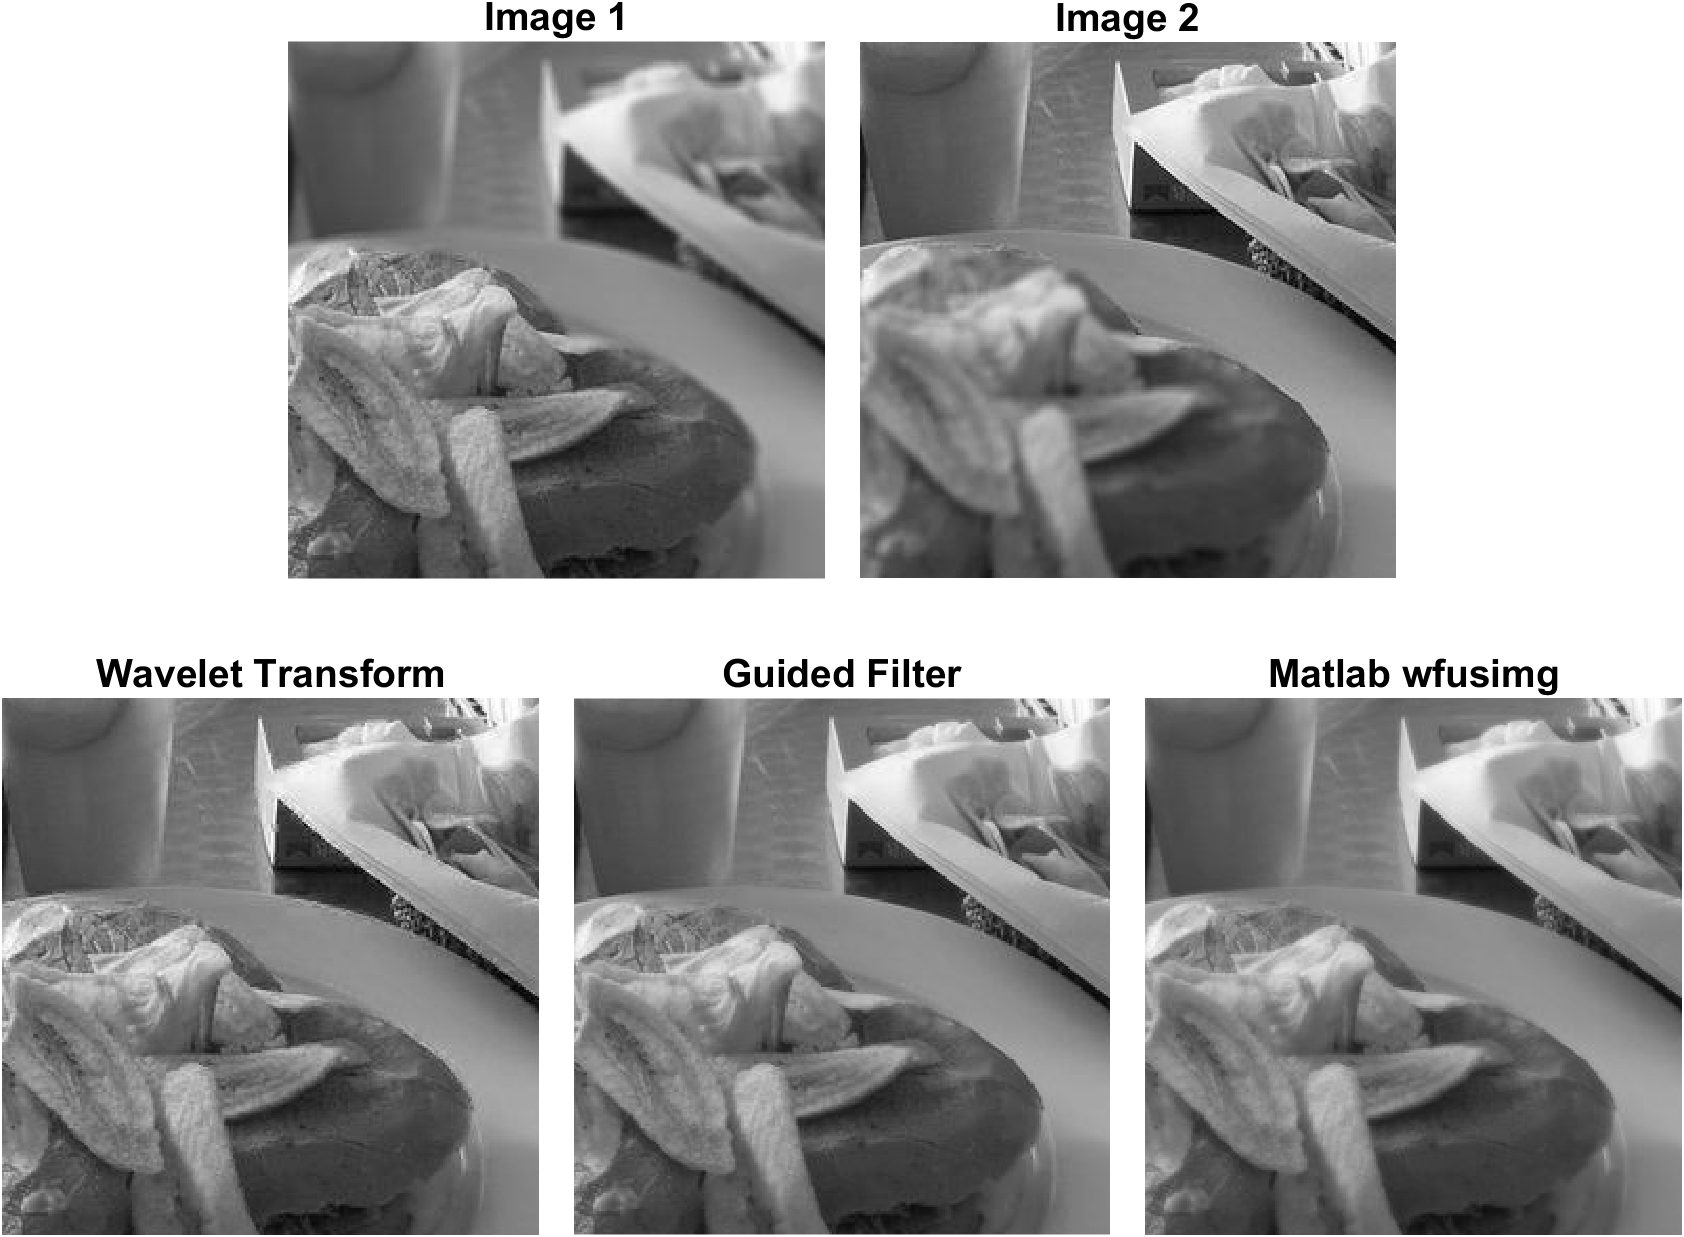 Image 1
Image 2
Wavelet Transform
Guided Filter
Matlab wfusimg